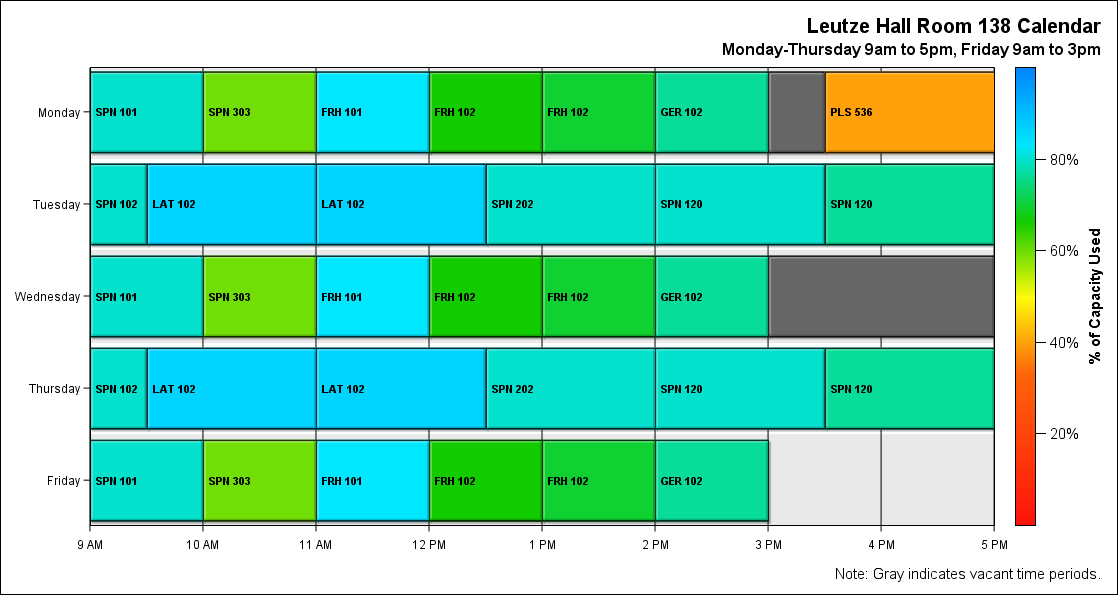 Leutze Hall Room 138 Calendar
Monday-Thursday 9am to 5pm, Friday 9am to 3pm
Monday
SPN 101
SPN 303
FRH 101
FRH 102
FRH 102
GER 102
PLS 536
Tuesday
SPN 102
LAT 102
LAT 102
SPN 202
SPN 120
SPN 120
Wednesday
SPN 101
SPN 303
FRH 101
FRH 102
FRH 102
GER 102
Thursday
SPN 102
LAT 102
LAT 102
SPN 202
SPN 120
SPN 120
Friday
SPN 101
SPN 303
FRH 101
FRH 102
FRH 102
GER 102
9 AM
10 AM
11 AM
12 PM
1 PM
2 PM
3 PM
4 PM
5 PM
80%
60%
40%
20%
% of Capacity Used
Note: Gray indicates vacant time periods.